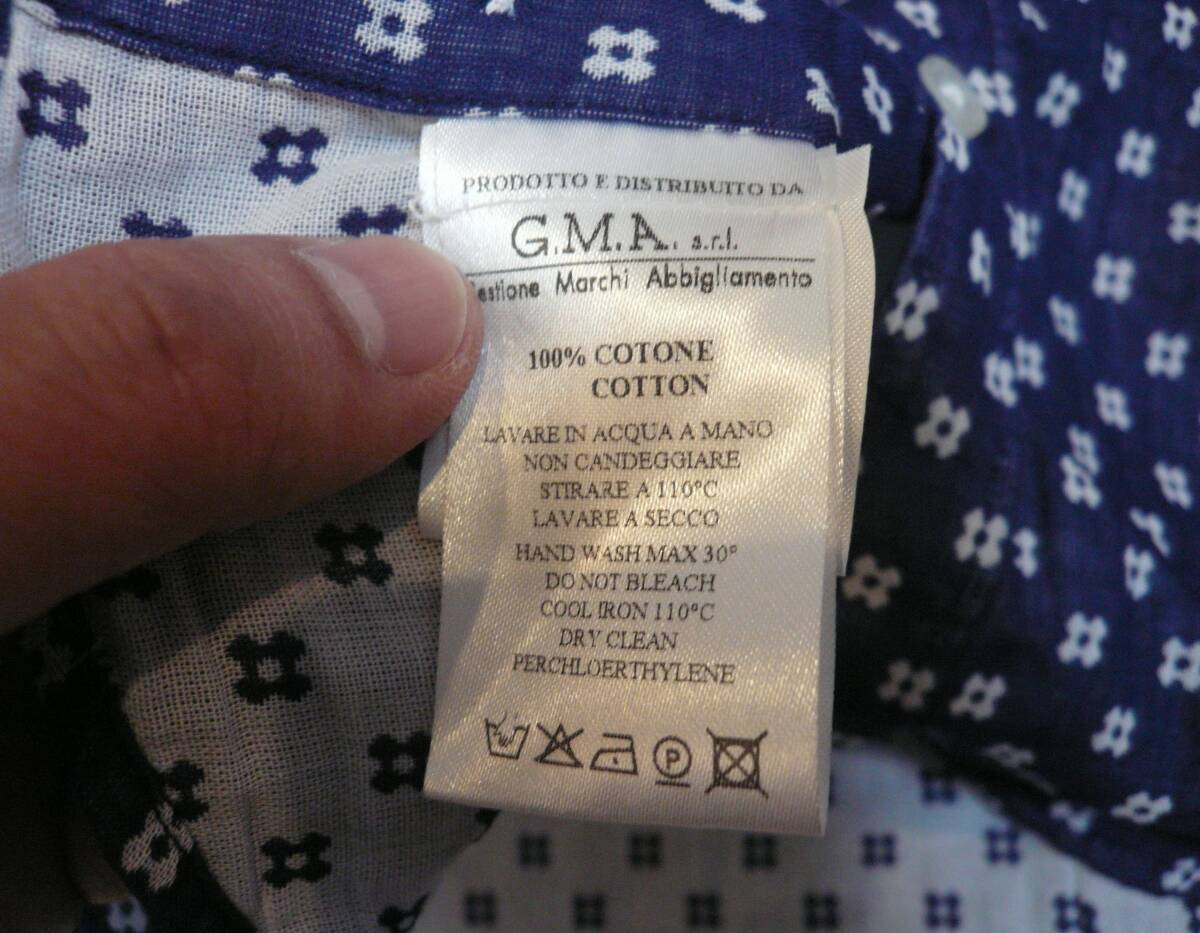 PRODOTTO E DISTRIBUITO DA
G.M.A. s.r.l.
estione Marchi Abbigliamento
100% COTONE
COTTON
LAVARE IN ACQUA A MANO
NON CANDEGGIARE
STIRARE A 110°C
LAVARE A SECCO
HAND WASH MAX 30°
DO NOT BLEACH
COOL IRON 110°C
DRY CLEAN
PERCHLOERTHYLENE
P